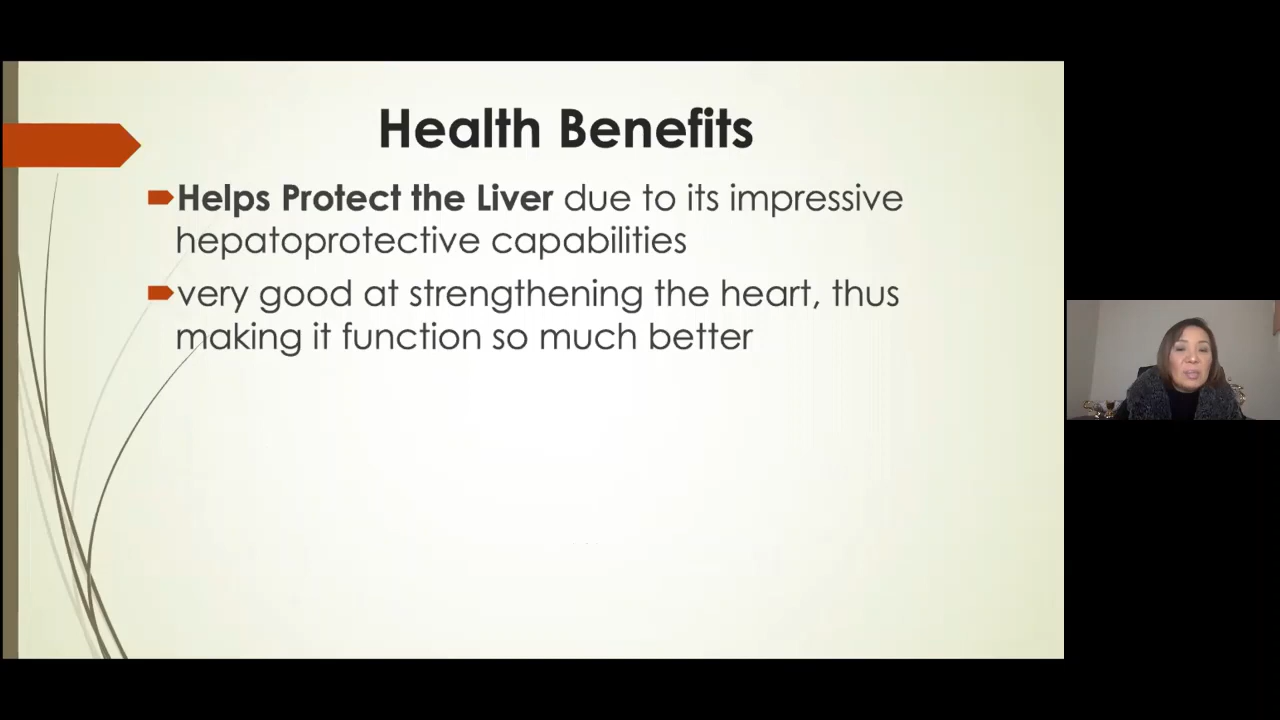 Health Benefits
Helps Protect the Liver due to its impressive
hepatoprotective capabilities
very good at strengthening the heart, thus
making it function so much better